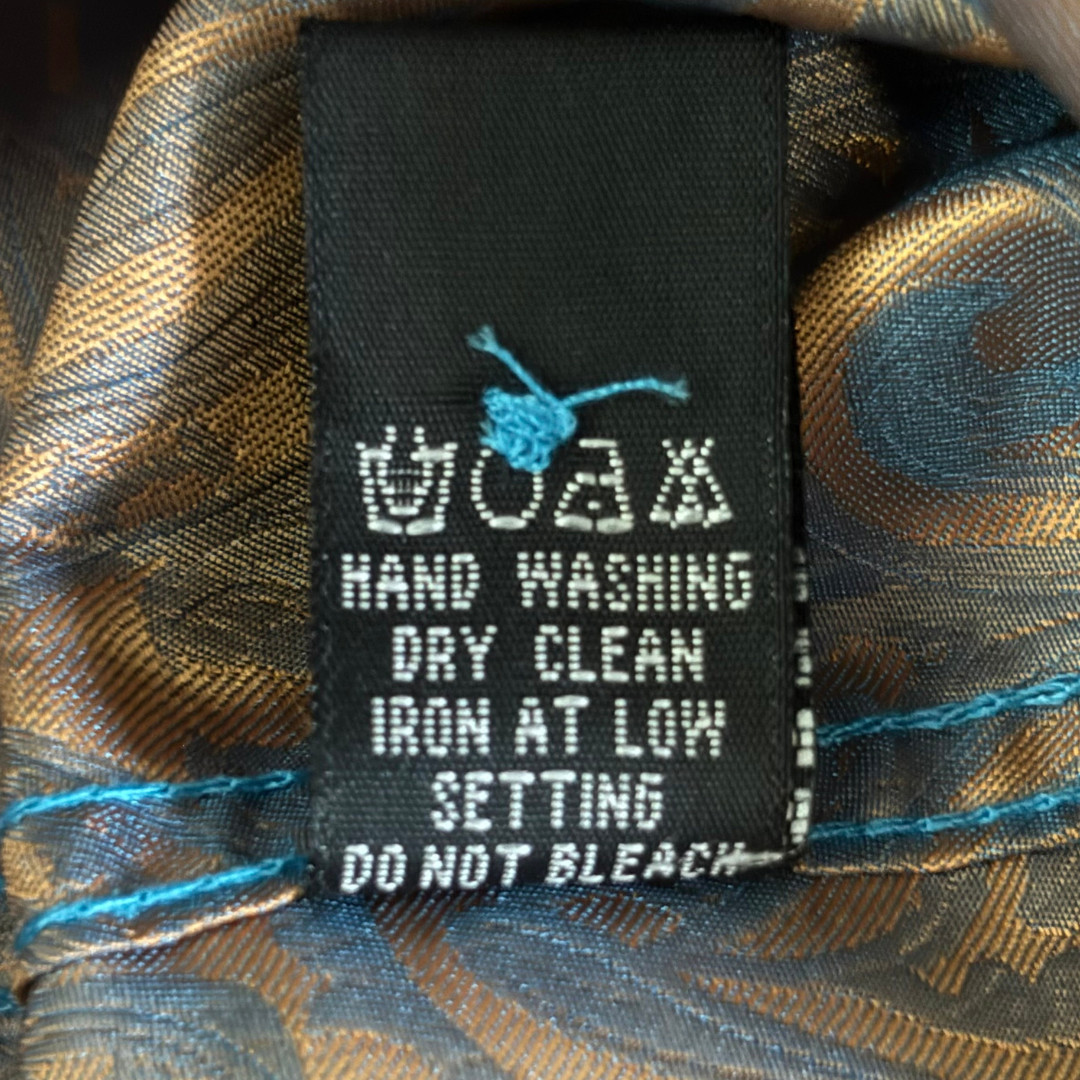 HAND WASHING
DRY CLEAN
IRON AT LOW
SETTING
DO NOT BLEACH